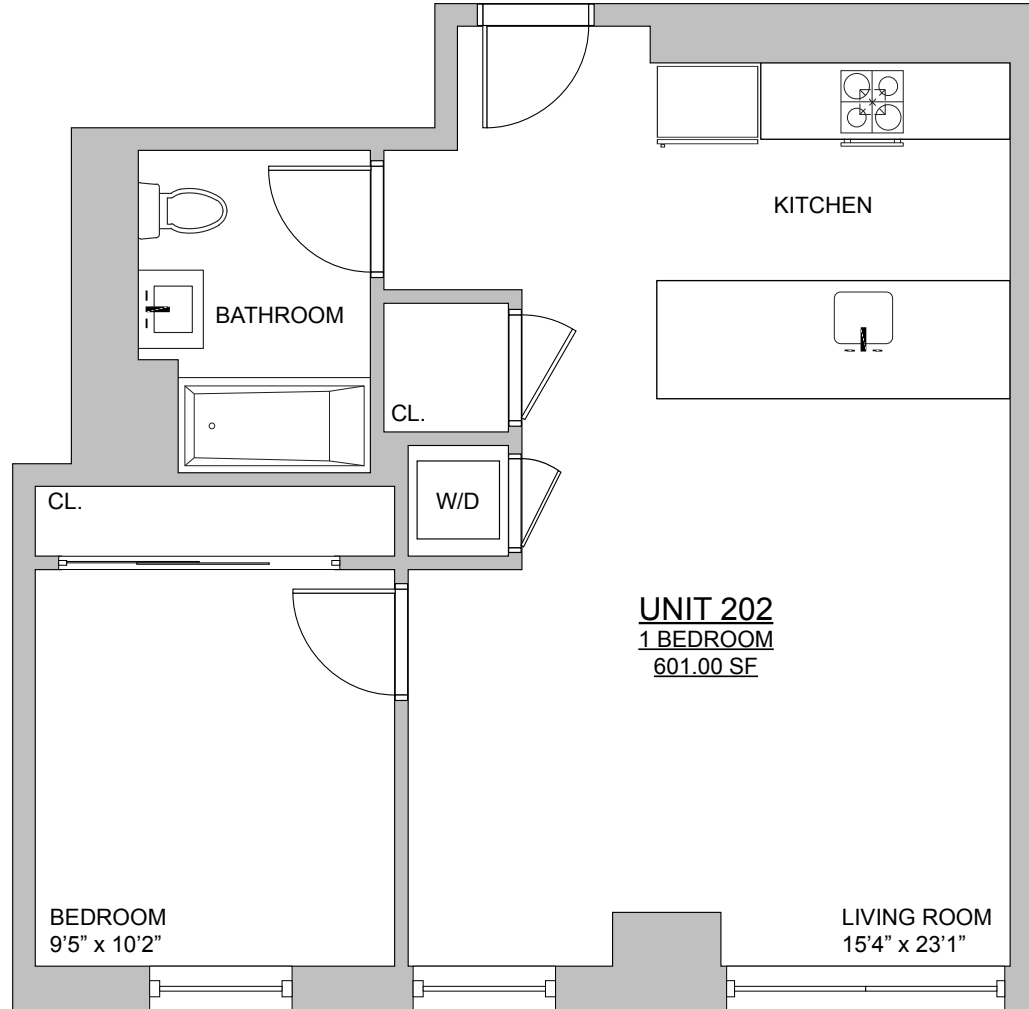 KITCHEN
BATHROOM
CL.
CL.
W/D
UNIT 202
1 BEDROOM
601.00 SF
BEDROOM
9’5” x 10’2”
LIVING ROOM
15’4” x 23’1”